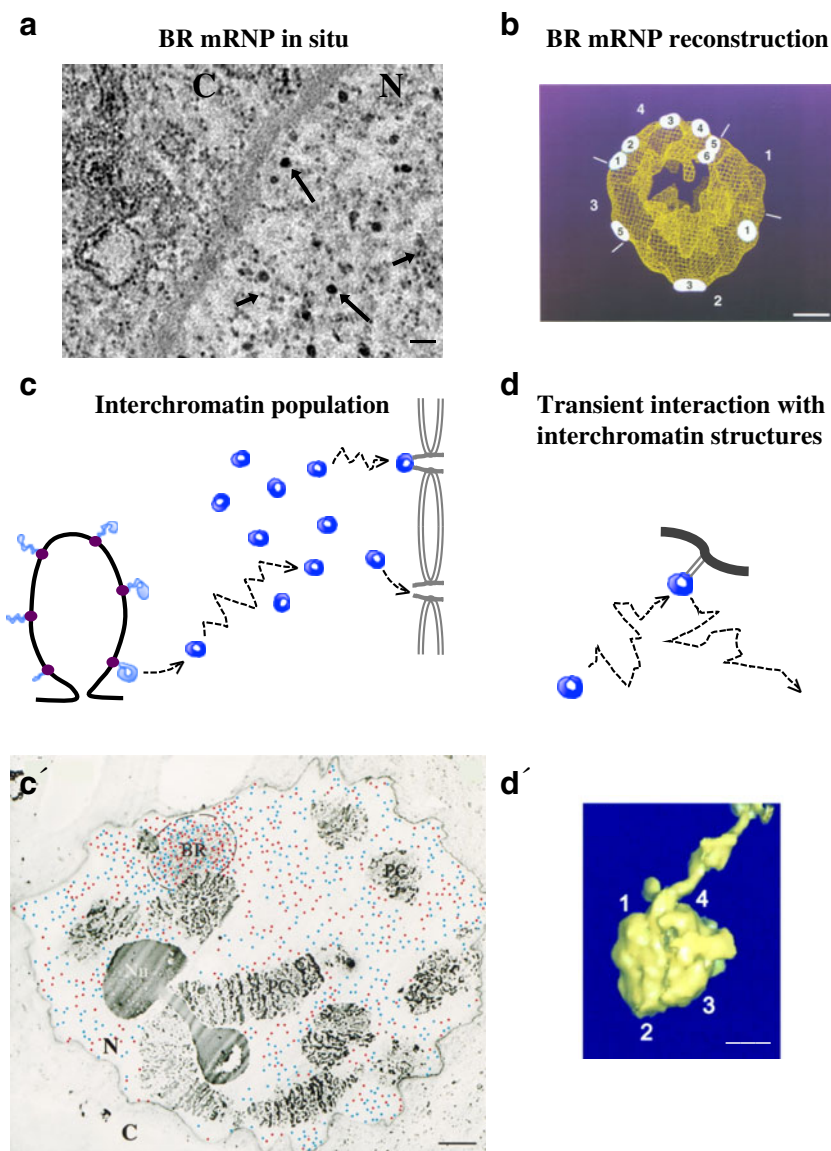 a
BR mRNP in situ
C
N
b
BR mRNP reconstruction
4
3
4
2
5
1
6
1
3
5
1
3
2
c
Interchromatin population
d
Transient interaction with
interchromatin structures
c´
BR
PC
Nu
PC
N
C
d´
1
4
3
2